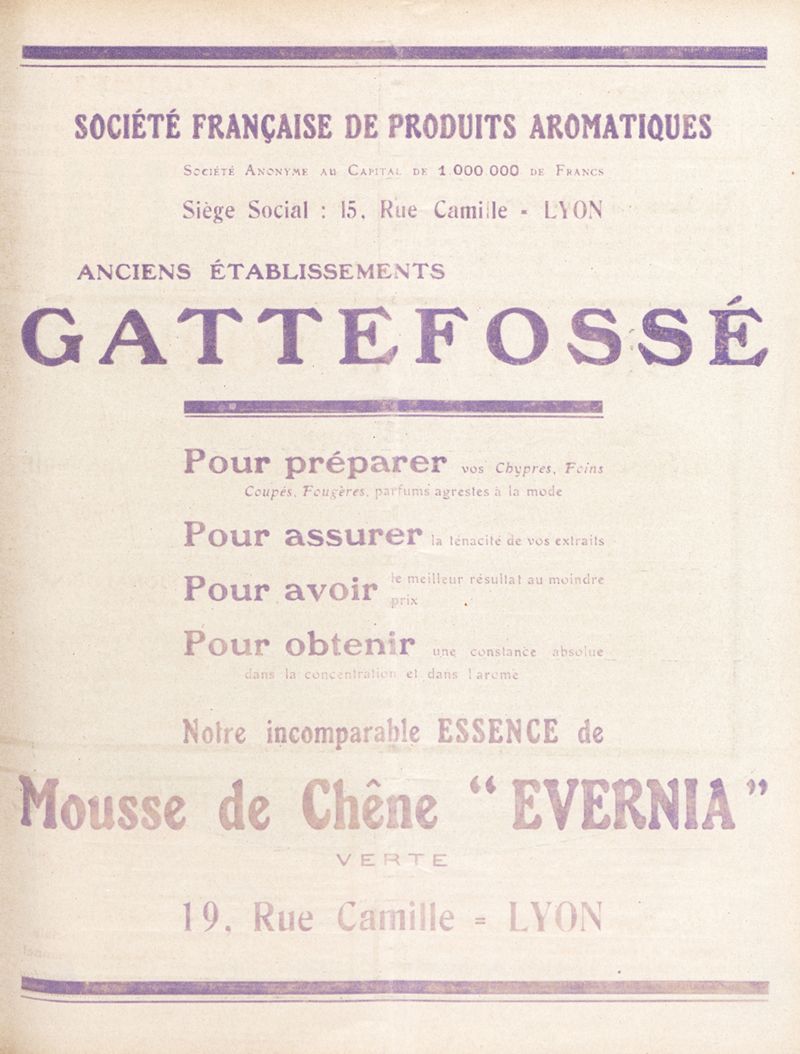 SOCIÉTÉ FRANÇAISE DE PRODUITS AROMATIQUES
Société Anonyme au Capital de 1.000.000 de Francs
Siège Social : 15, Rue Camille - LYON
ANCIENS ÉTABLISSEMENTS
GATTEFOSSÉ
Pour préparer vos Chypres, Foins
Coupés, Fougères, parfums agrestes à la mode
Pour assurer la ténacité de vos extraits
Pour avoir le meilleur résultat au moindre
prix
Pour obtenir une constance absolue
dans la concentration et dans l'arome
Notre incomparable ESSENCE de
Mousse de Chêne "EVERNIA"
VERTE
19, Rue Camille = LYON